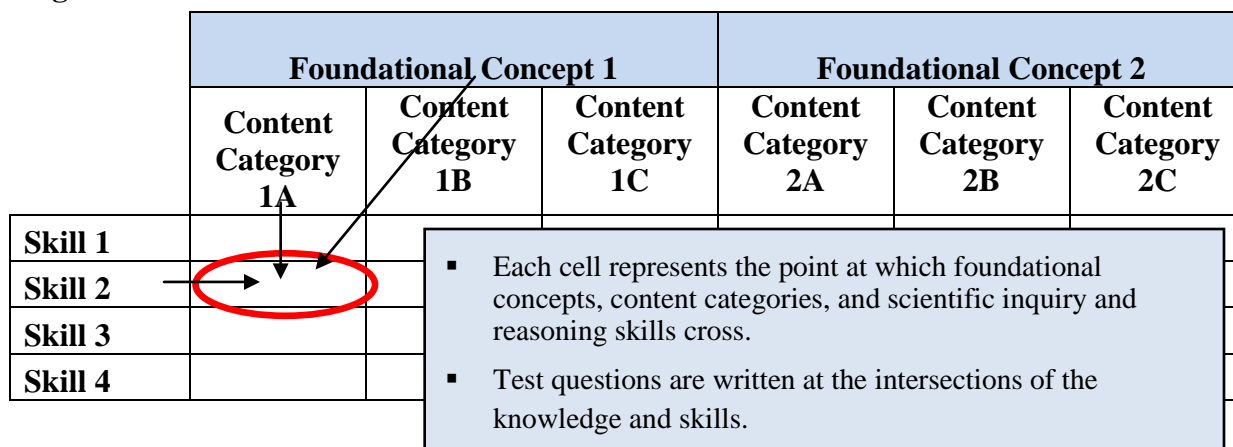 Foundational Concept 1 Foundational Concept 2
Content Category 1A
Content Category 1B
Content Category 1C
Content Category 2A
Content Category 2B
Content Category 2C
Skill 1
Skill 2
Skill 3
Skill 4
▪ Each cell represents the point at which foundational
concepts, content categories, and scientific inquiry and
reasoning skills cross.
▪ Test questions are written at the intersections of the
knowledge and skills.